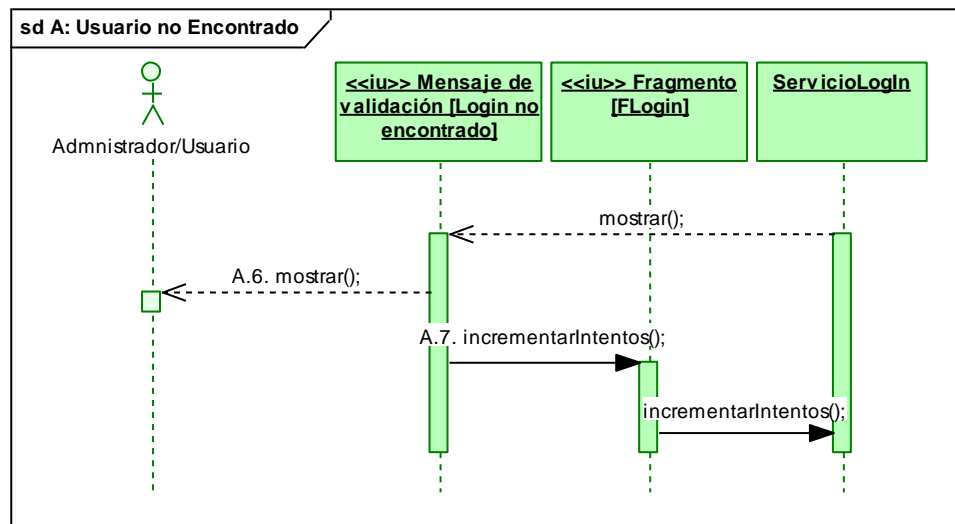 sd A: Usuario no Encontrado
Admnistrador/Usuario
<<iu>> Mensaje de
validación [Login no
encontrado]
<<iu>> Fragmento
[FLogin]
ServicioLogIn
mostrar();
A.6. mostrar();
A.7. incrementarIntentos();
incrementarIntentos();